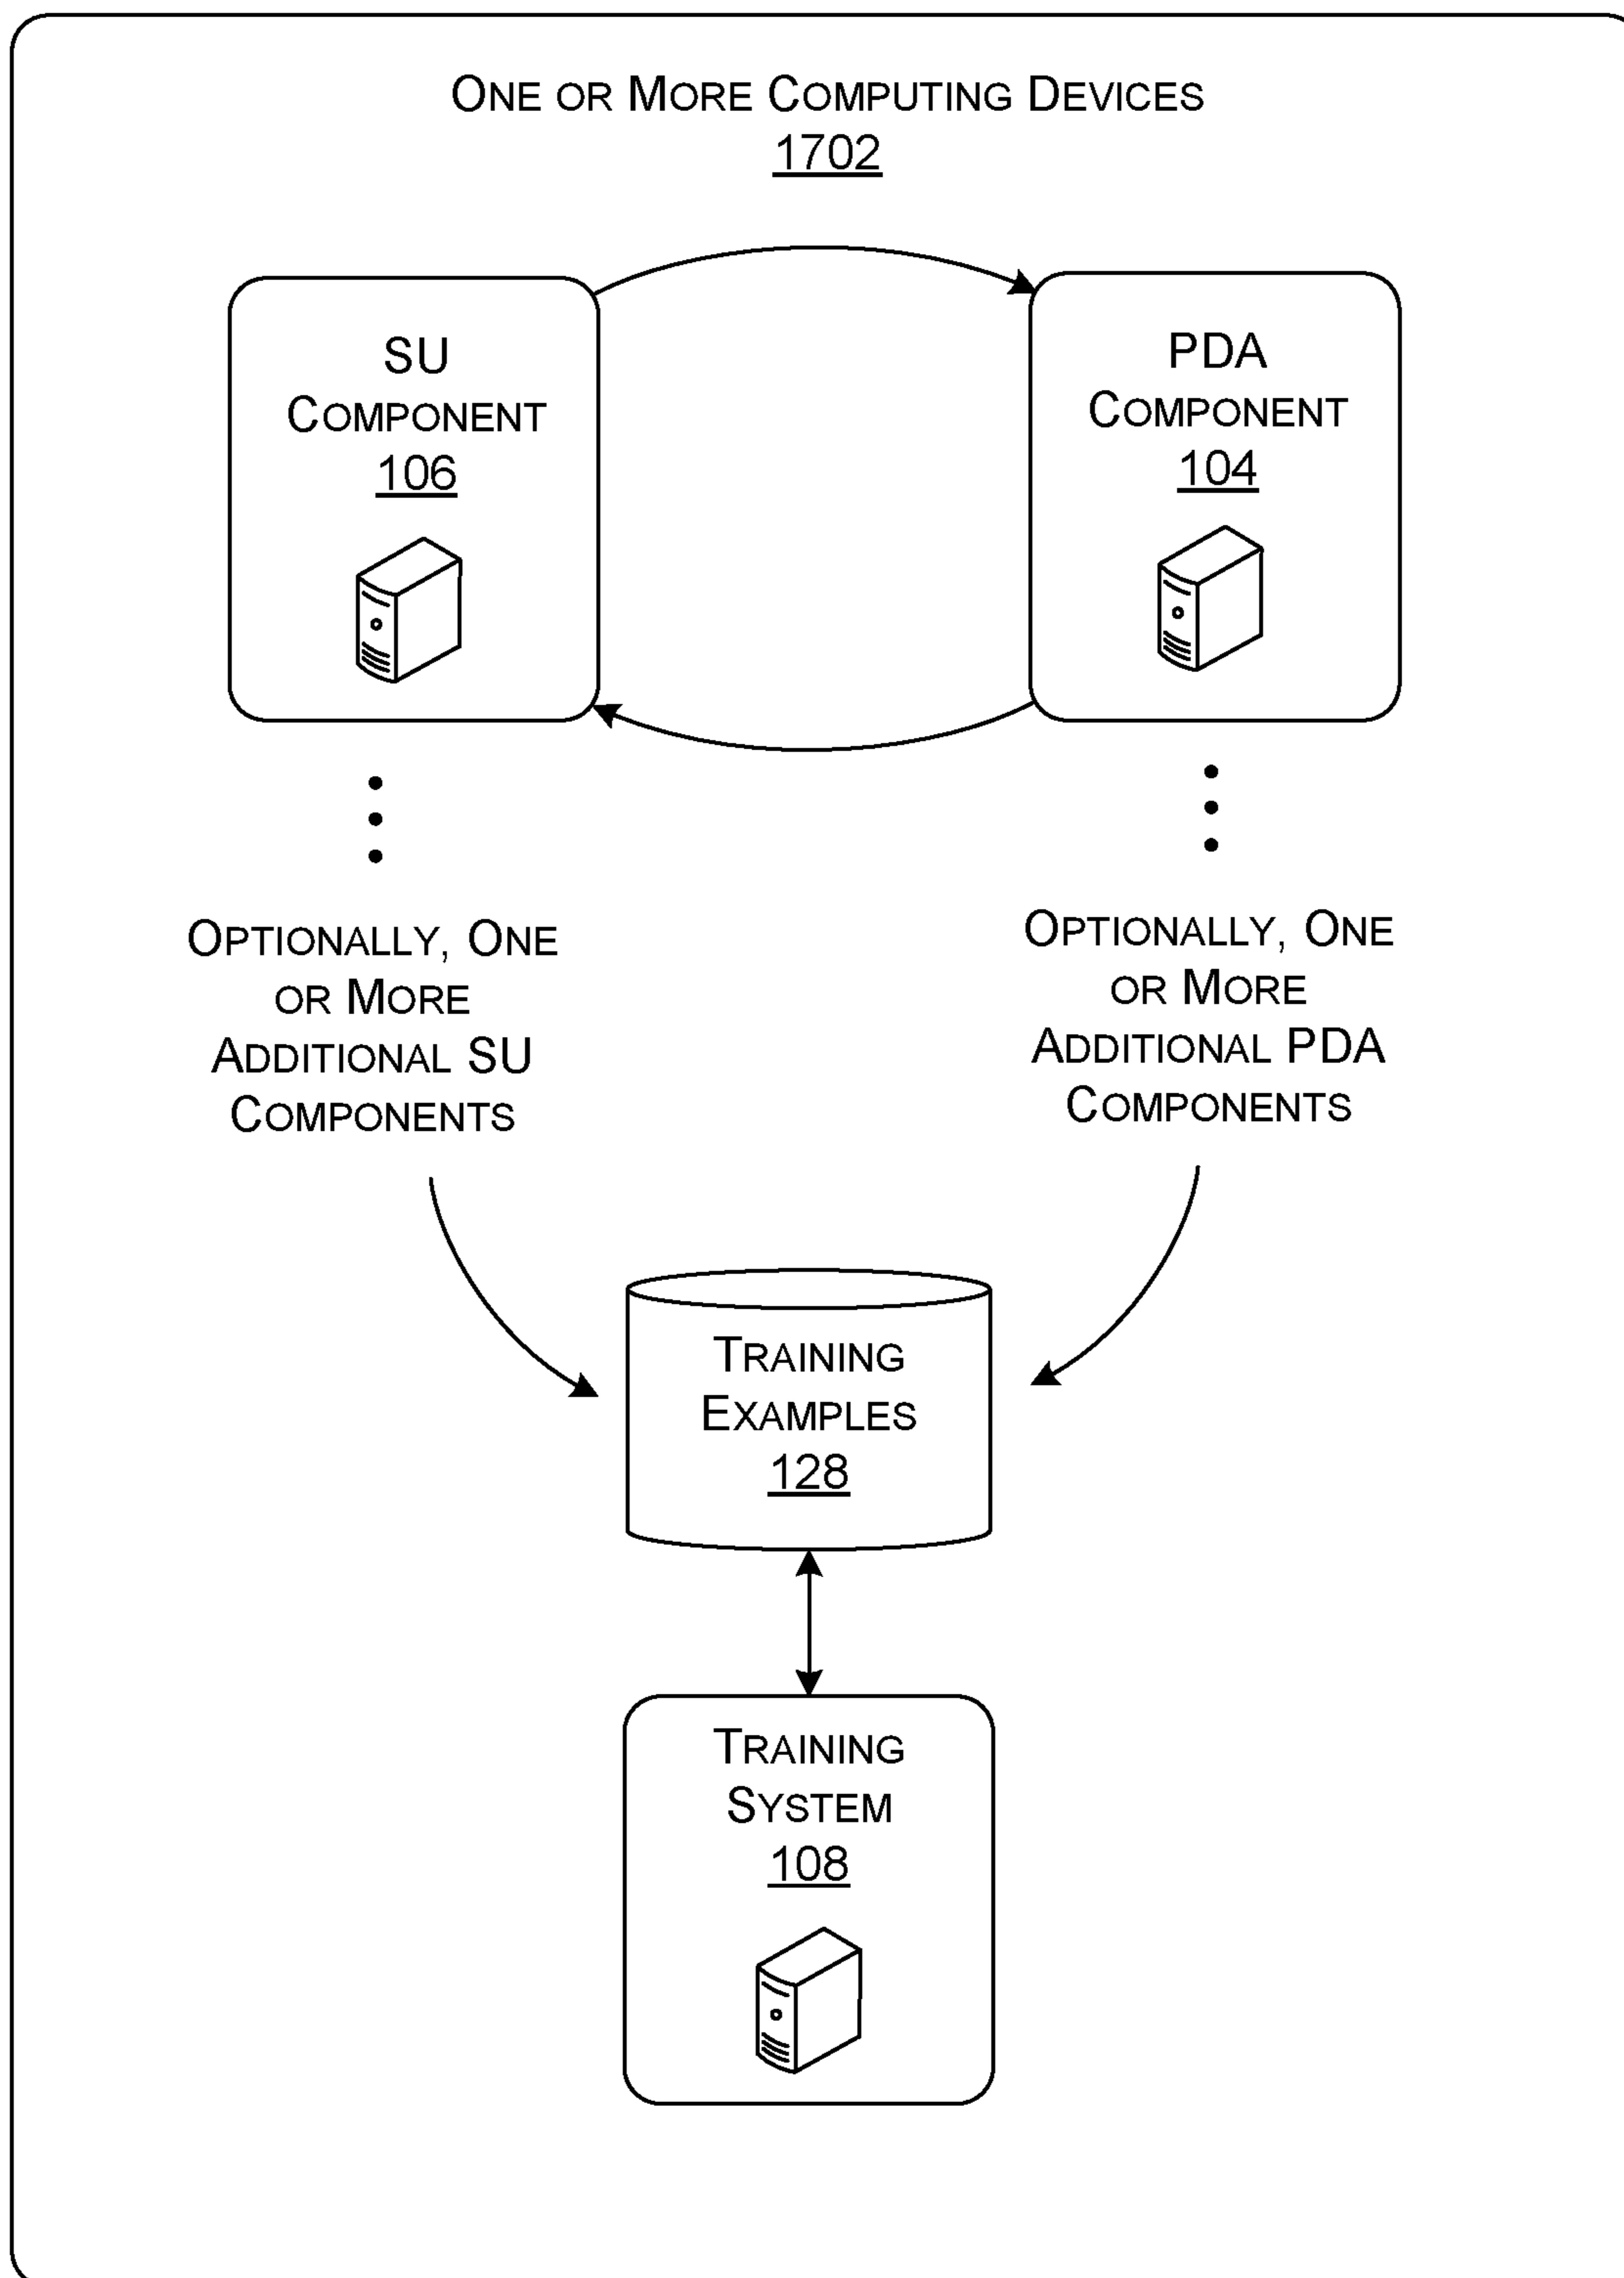 ONE OR MORE COMPUTING DEVICES
1702
SU
COMPONENT
106
PDA
COMPONENT
104
OPTIONALLY, ONE
OR MORE
ADDITIONAL SU
COMPONENTS
OPTIONALLY, ONE
OR MORE
ADDITIONAL PDA
COMPONENTS
TRAINING
EXAMPLES
128
TRAINING
SYSTEM
108